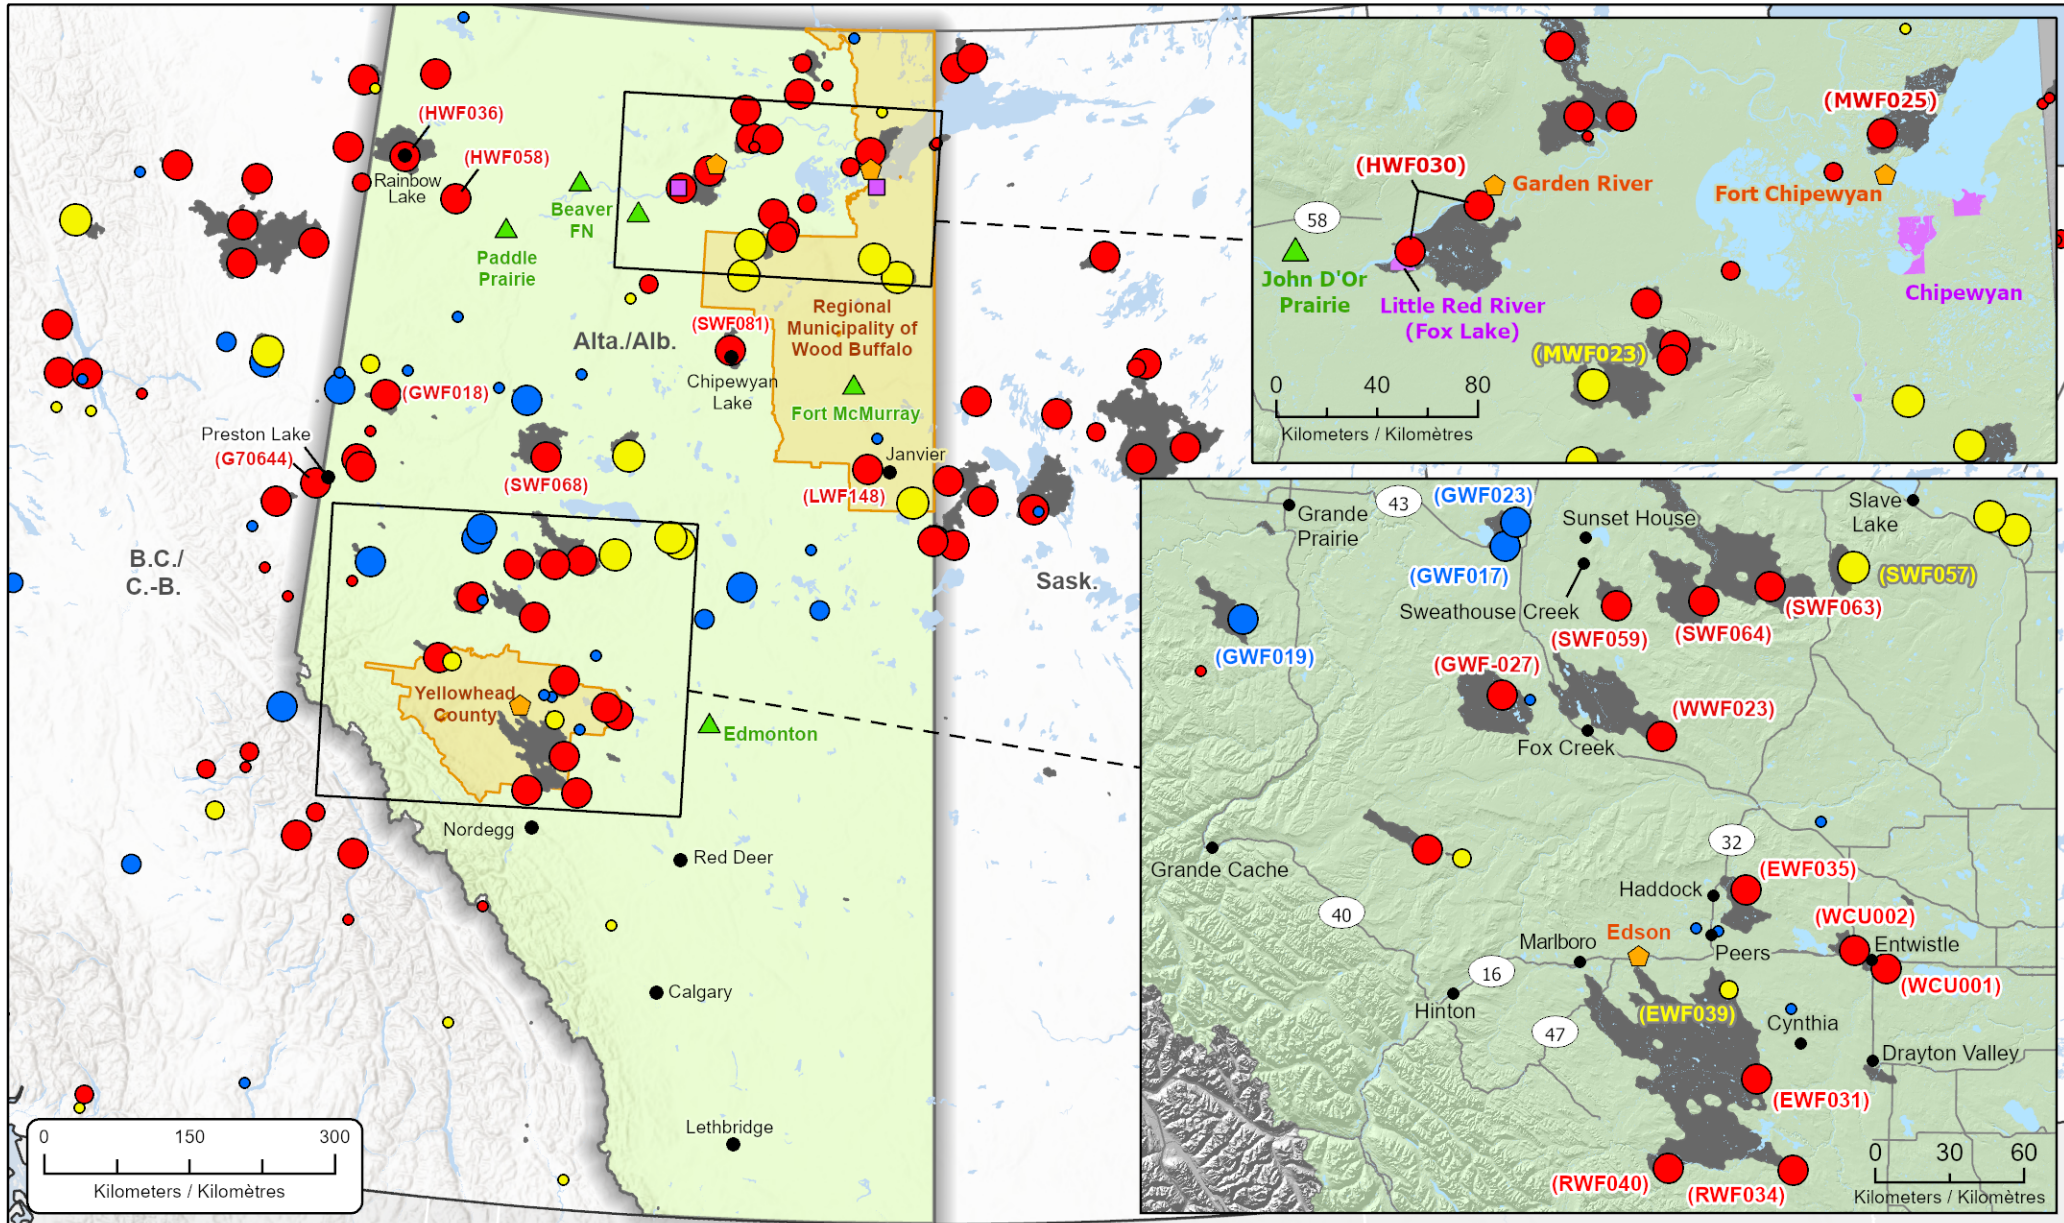 (HWF036)
(HWF058)
Rainbow
Lake
Beaver
FN
Paddle
Prairie
Alta./Alb.
(SWF081)
Chipewyan
Lake
Regional
Municipality of
Wood Buffalo
Fort McMurray
(GWF018)
Preston Lake
(G70644)
(SWF068)
Janvier
(LWF148)
B.C./
C.-B.
Sask.
Yellowhead
County
Edmonton
Nordegg
Red Deer
Calgary
Lethbridge
0 150 300
Kilometers / Kilomètres
(MWF025)
(HWF030)
Garden River
Fort Chipewyan
58
John D'Or
Prairie
Little Red River
(Fox Lake)
Chipewyan
(MWF023)
0 40 80
Kilometers / Kilomètres
Grande
Prairie
43
(GWF023)
Sunset House
Slave
Lake
(GWF017)
(SWF057)
Sweathouse Creek
(SWF063)
(SWF059)
(SWF064)
(GWF019)
(GWF-027)
(WWF023)
Fox Creek
Grande Cache
32
(EWF035)
Haddock
40
(WCU002)
Marlboro
Edson
Entwistle
Peers
16
(WCU001)
Hinton
(EWF039)
47
Cynthia
Drayton Valley
(EWF031)
(RWF040)
(RWF034)
0 30 60
Kilometers / Kilomètres